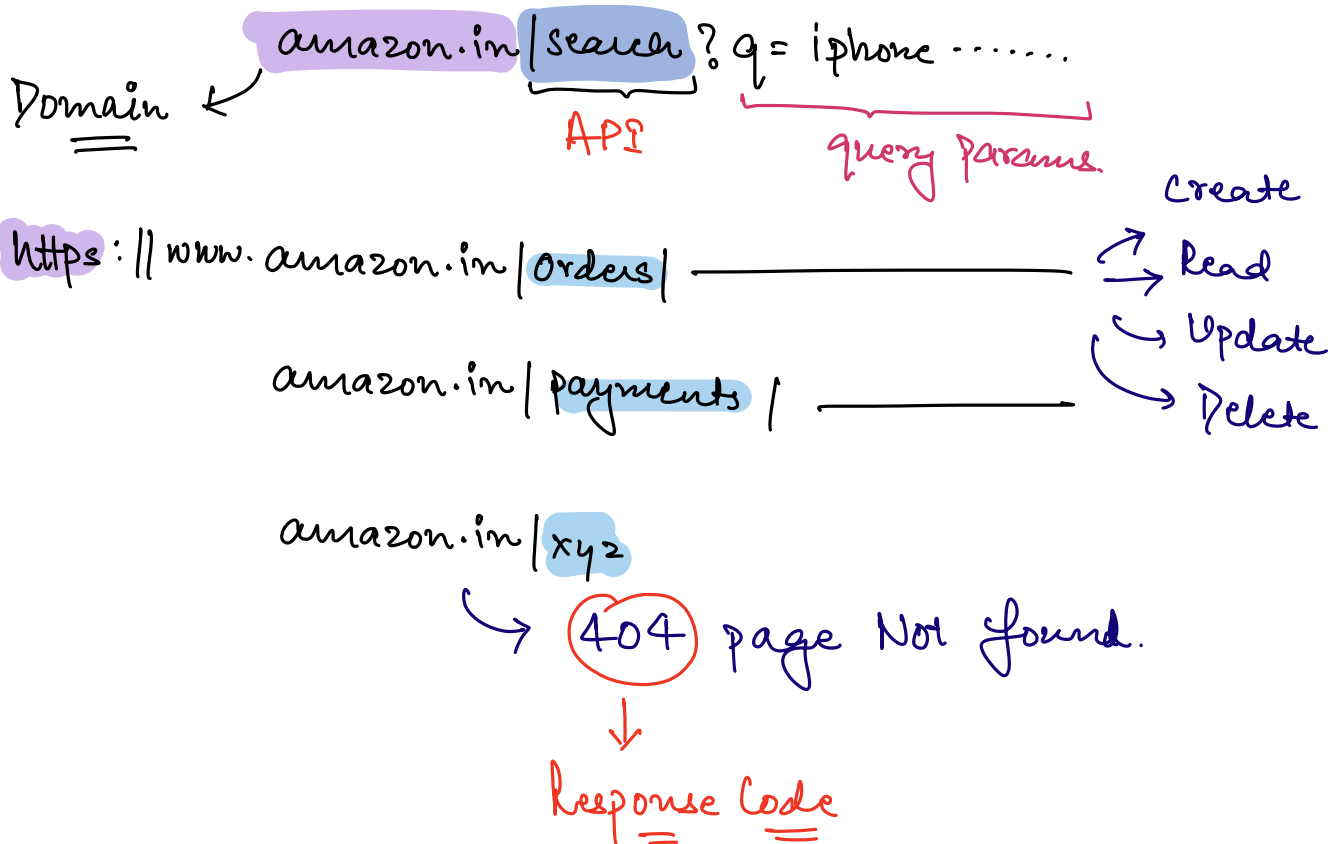 amazon.in/search?q=iphone.......
Domain
API
query params.
https://www.amazon.in/orders/
Create
Read
Update
Delete
amazon.in/payments/
amazon.in/xyz
404 page Not found.
Response Code